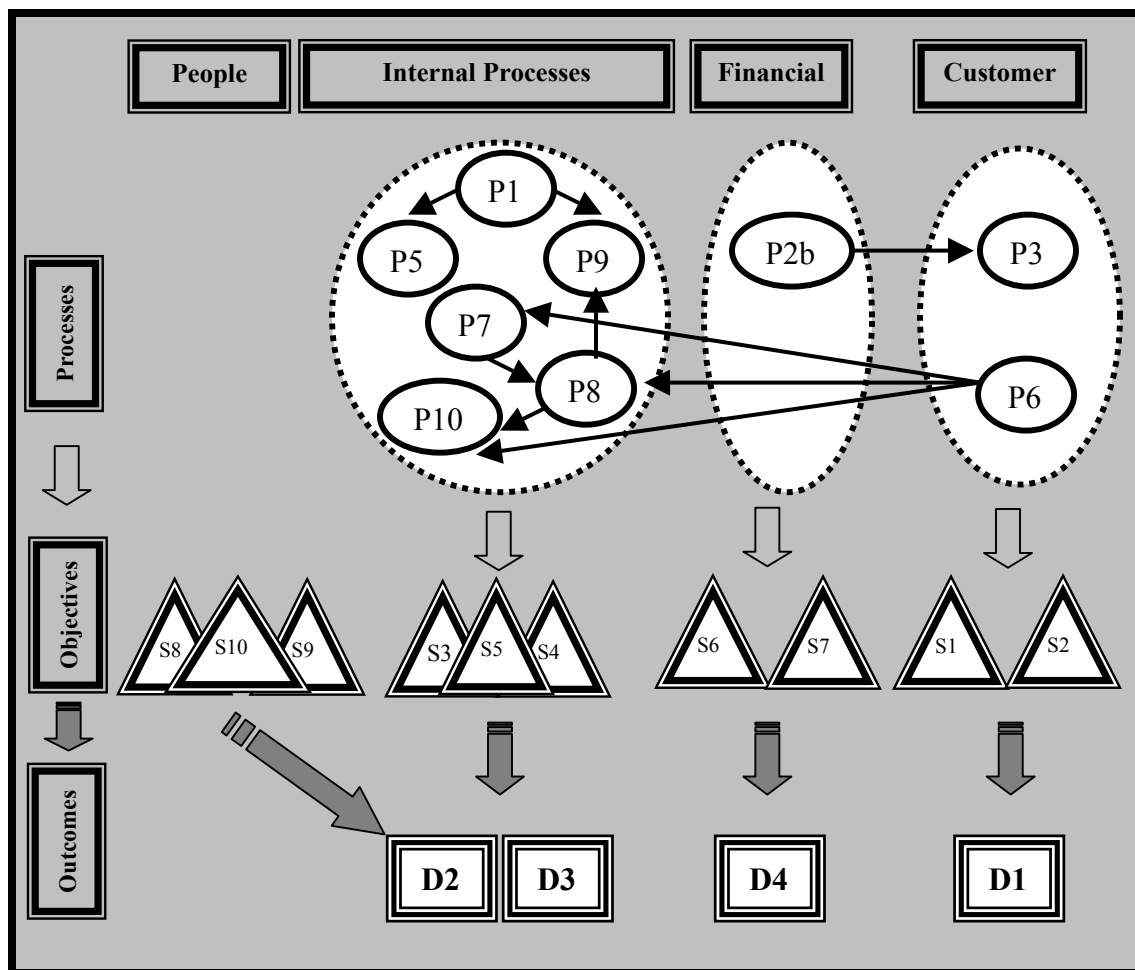 People
Internal Processes
Financial
Customer
Processes
P1
P5
P9
P2b
P3
P7
P8
P6
P10
Objectives
S8
S10
S9
S3
S5
S4
S6
S7
S1
S2
Outcomes
D2
D3
D4
D1